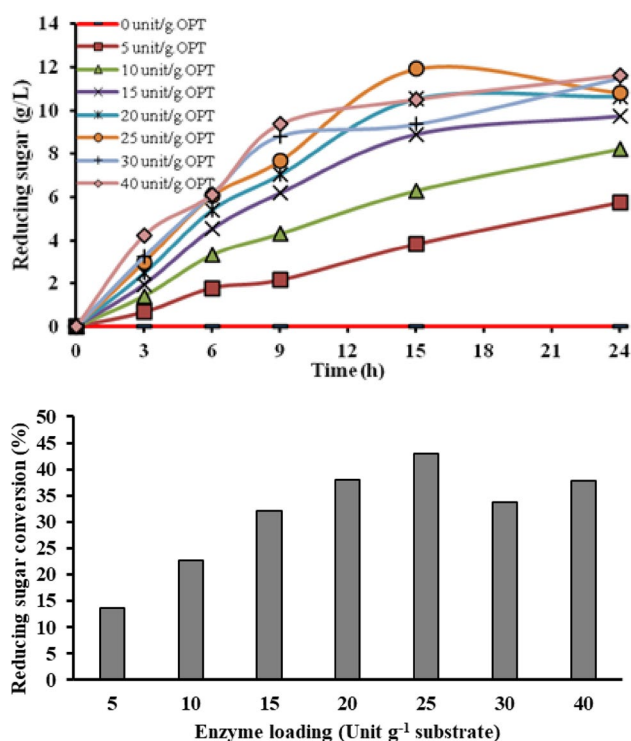 14
12
10
8
6
4
2
0
Reducing sugar (g/L)
0 unit/g OPT
5 unit/g OPT
10 unit/g OPT
15 unit/g OPT
20 unit/g OPT
25 unit/g OPT
30 unit/g OPT
40 unit/g OPT
0 3 6 9 12 15 18 21 24
Time (h)
50
45
40
35
30
25
20
15
10
5
0
Reducing sugar conversion (%)
5 10 15 20 25 30 40
Enzyme loading (Unit g⁻¹ substrate)